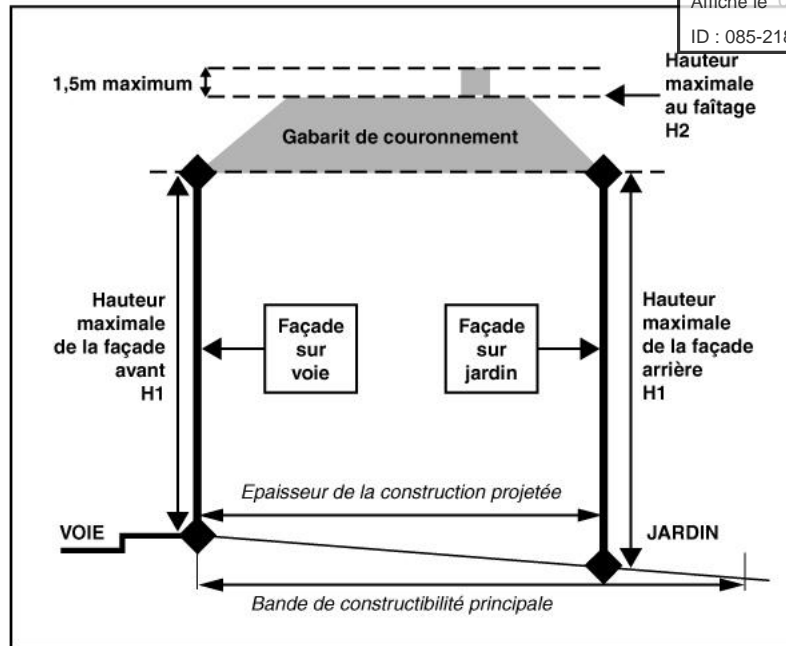 Affiché le
ID : 085-218
1,5m maximum
Hauteur
maximale
au faîtage
H2
Gabarit de couronnement
Hauteur
maximale
de la façade
avant
H1
Façade
sur
voie
Façade
sur
jardin
Hauteur
maximale
de la façade
arrière
H1
Epaisseur de la construction projetée
VOIE
JARDIN
Bande de constructibilité principale